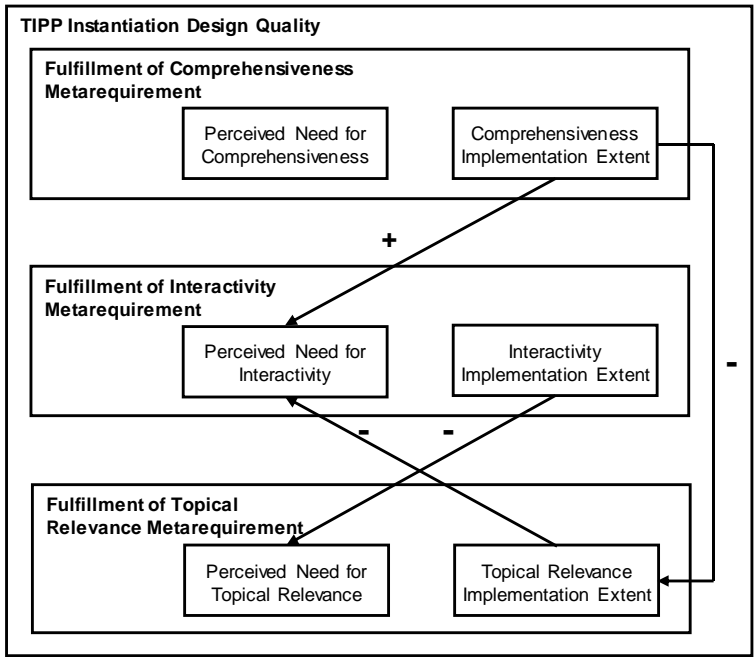 TIPP Instantiation Design Quality
Fulfillment of Comprehensiveness
Metarequirement
Perceived Need for
Comprehensiveness
Comprehensiveness
Implementation Extent
+
Fulfillment of Interactivity
Metarequirement
Perceived Need for
Interactivity
Interactivity
Implementation Extent
-
-
-
Fulfillment of Topical
Relevance Metarequirement
Perceived Need for
Topical Relevance
Topical Relevance
Implementation Extent